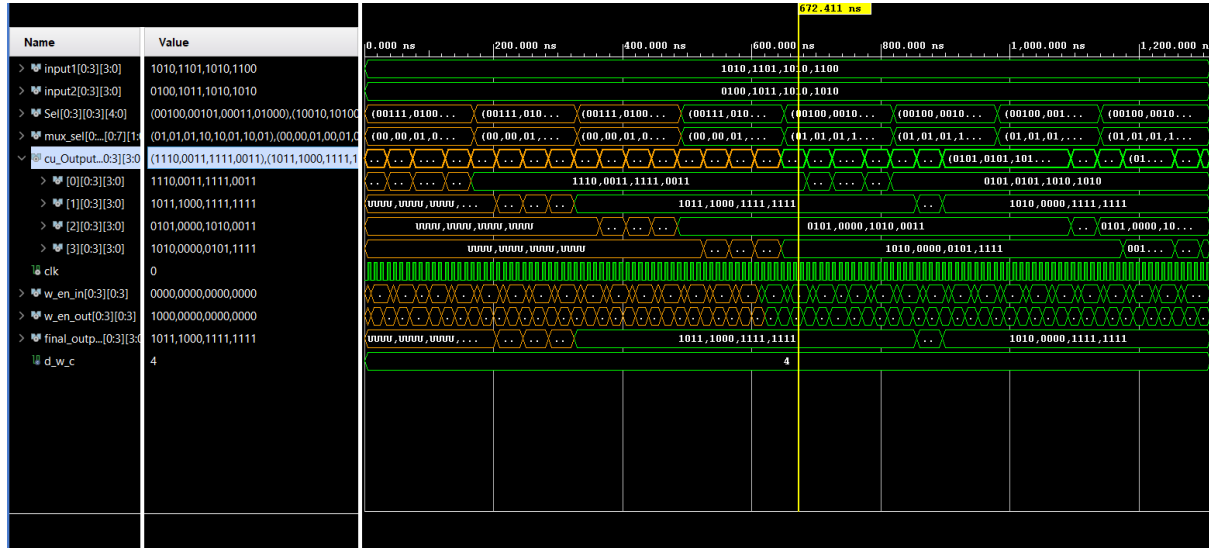 672.411 ns
Name Value
0.000 ns 200.000 ns 400.000 ns 600.000 ns 800.000 ns 1,000.000 ns 1,200.000 n
input1[0:3][3:0] 1010,1101,1010,1100 1010,1101,1010,1100
input2[0:3][3:0] 0100,1011,1010,1010 0100,1011,1010,1010
Sel[0:3][0:3][4:0] (00100,00101,00011,01000),(10010,10100 (00111,0100... (00111,010... (00111,0100... (00111,010... (00100,0010... (00100,0010... (00100,001... (00100,0010...
mux_sel[0:...[0:7][1:0 (01,01,01,10,10,01,10,01),(00,00,01,00,01,0 (00,00,01,0... (00,00,01,... (00,00,01,0... (00,00,01,... (01,01,01,1... (01,01,01,1... (01,01,01,... (01,01,01,1...
cu_Output...0:3][3:0 (1110,0011,1111,0011),(1011,1000,1111,1 (0101,0101,101... (01...
[0][0:3][3:0] 1110,0011,1111,0011 1110,0011,1111,0011 0101,0101,1010,1010
[1][0:3][3:0] 1011,1000,1111,1111 UUUU,UUUU,UUUU,... 1011,1000,1111,1111 1010,0000,1111,1111
[2][0:3][3:0] 0101,0000,1010,0011 UUUU,UUUU,UUUU,UUUU 0101,0000,1010,0011 0101,0000,10...
[3][0:3][3:0] 1010,0000,0101,1111 UUUU,UUUU,UUUU,UUUU 1010,0000,0101,1111 001...
clk 0
w_en_in[0:3][0:3] 0000,0000,0000,0000
w_en_out[0:3][0:3] 1000,0000,0000,0000
final_outp...[0:3][3:0 1011,1000,1111,1111 UUUU,UUUU,UUUU,... 1011,1000,1111,1111 1010,0000,1111,1111
d_w_c 4 4